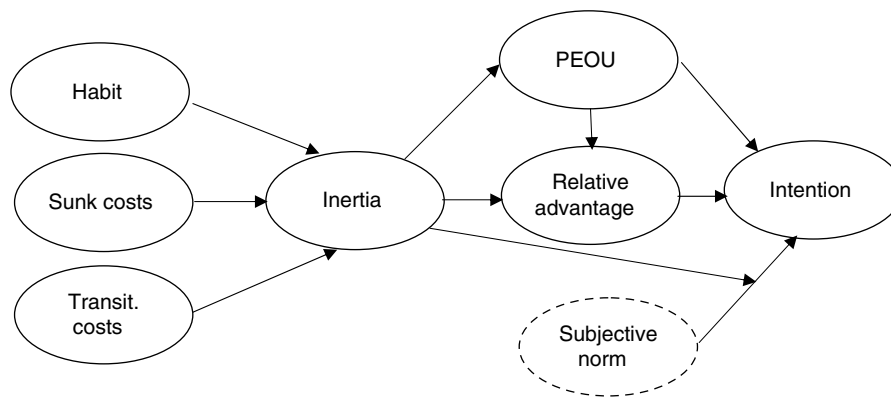 PEOU
Habit
Sunk costs
Inertia
Relative
advantage
Intention
Transit.
costs
Subjective
norm